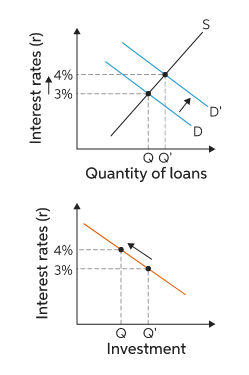 S
Interest rates (r)
4%
3%
D'
D
Q Q'
Quantity of loans
Interest rates (r)
4%
3%
Q Q'
Investment